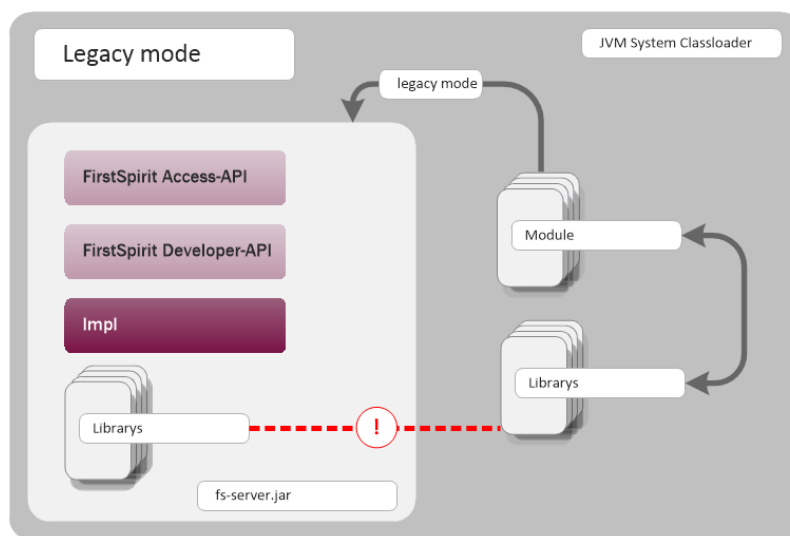 Legacy mode
JVM System Classloader
legacy mode
FirstSpirit Access-API
FirstSpirit Developer-API
Module
Impl
Librarys
Librarys
!
fs-server.jar